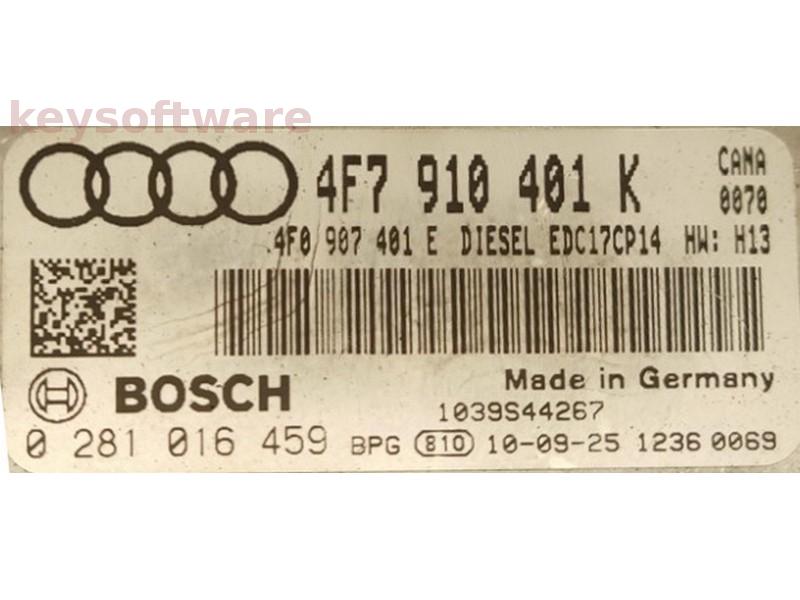 keysoftware
4F7 910 401 K
CANA
0070
4F0 907 401 E DIESEL EDC17CP14 HW: H13
BOSCH
Made in Germany
1039S44267
0 281 016 459 BPG 810 10-09-25 1236 0069